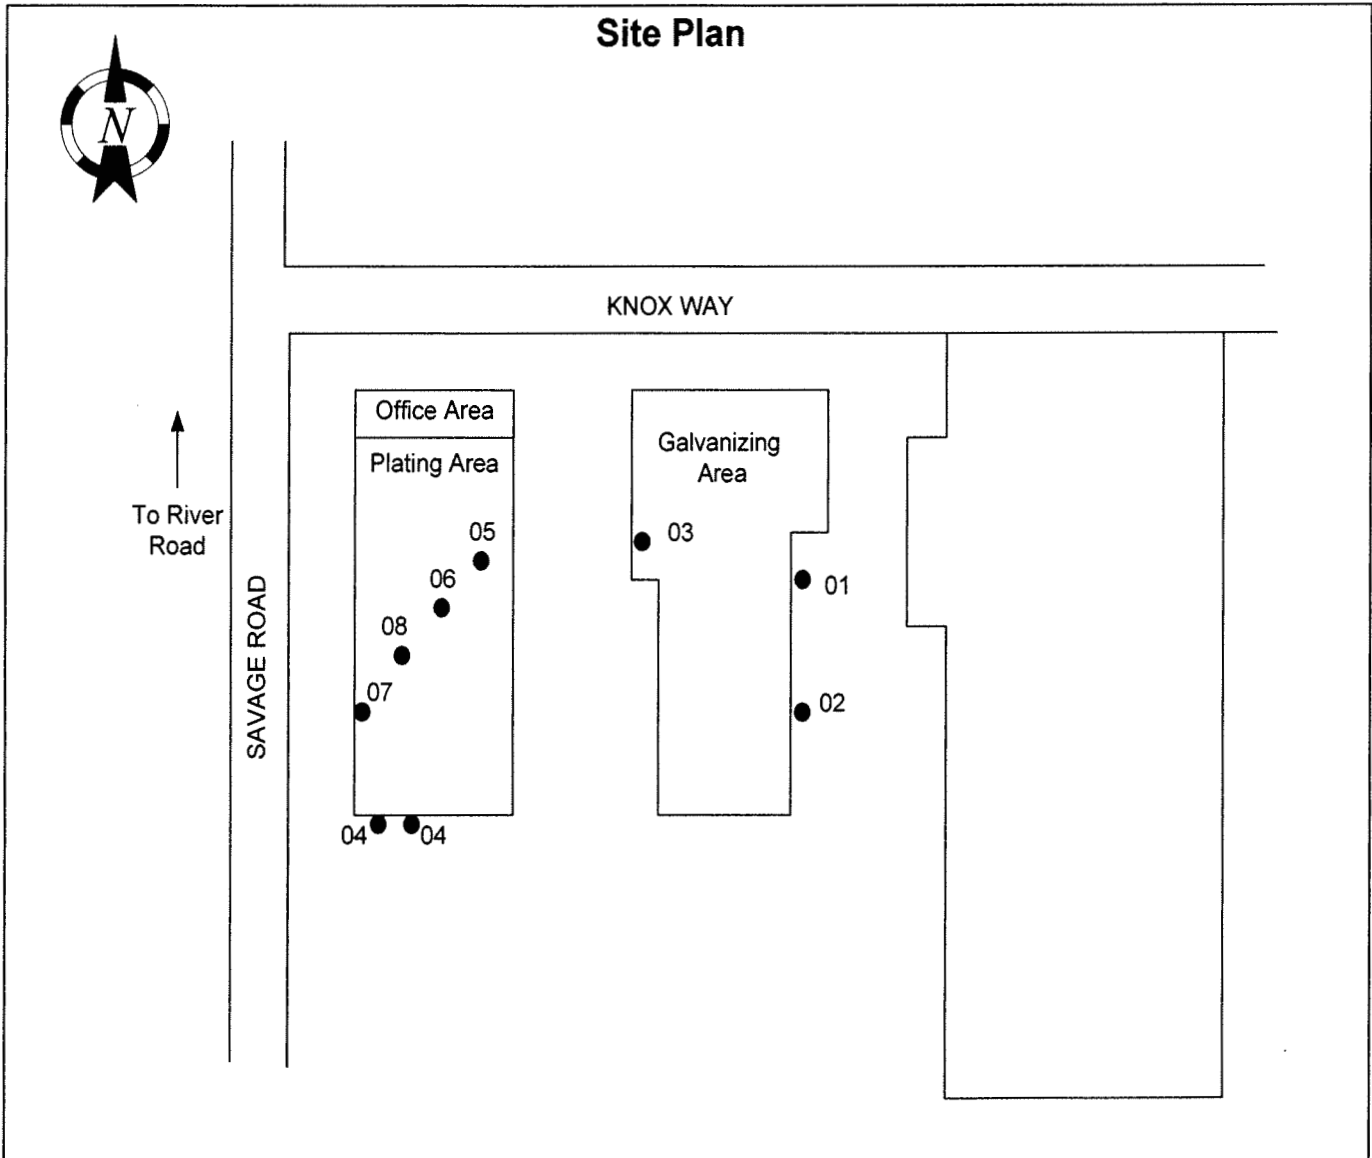 Site Plan
N
KNOX WAY
Office Area
Plating Area
Galvanizing
Area
To River
Road
SAVAGE ROAD
05
06
08
07
04
04
03
01
02